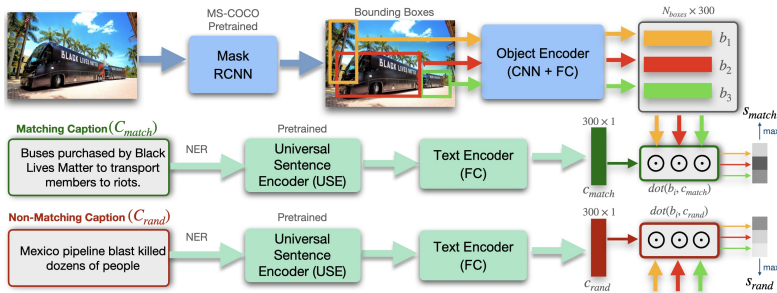 MS-COCO
Pretrained
Bounding Boxes
N_boxes × 300
Mask
RCNN
Object Encoder
(CNN + FC)
BLACK LIVES MATTER
BLACK LIVES MATTER
b₁
b₂
b₃
s_match
max
Matching Caption (C_match)
Buses purchased by Black
Lives Matter to transport
members to riots.
NER
Pretrained
Universal
Sentence
Encoder (USE)
Text Encoder
(FC)
300 × 1
c_match
dot(b_i, c_match)
Non-Matching Caption (C_rand)
Mexico pipeline blast killed
dozens of people
NER
Pretrained
Universal
Sentence
Encoder (USE)
Text Encoder
(FC)
300 × 1
c_rand
dot(b_i, c_rand)
max
s_rand